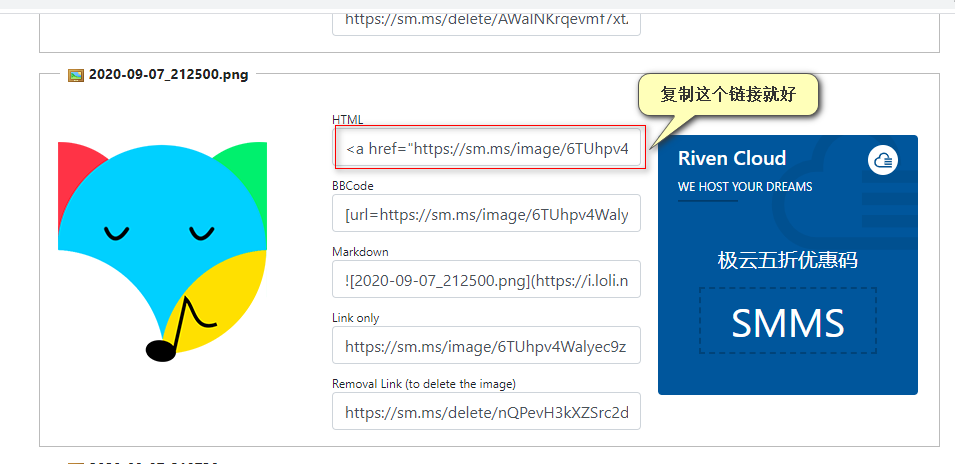 https://sm.ms/delete/AWalNKrqevmf7xt
2020-09-07_212500.png
复制这个链接就好
HTML
<a href="https://sm.ms/image/6TUhpv4
BBCode
[url=https://sm.ms/image/6TUhpv4Waly
Markdown
![2020-09-07_212500.png](https://i.loli.n
Link only
https://sm.ms/image/6TUhpv4Walyec9z
Removal Link (to delete the image)
https://sm.ms/delete/nQPevH3kXZSrc2d
Riven Cloud
WE HOST YOUR DREAMS
极云五折优惠码
SMMS